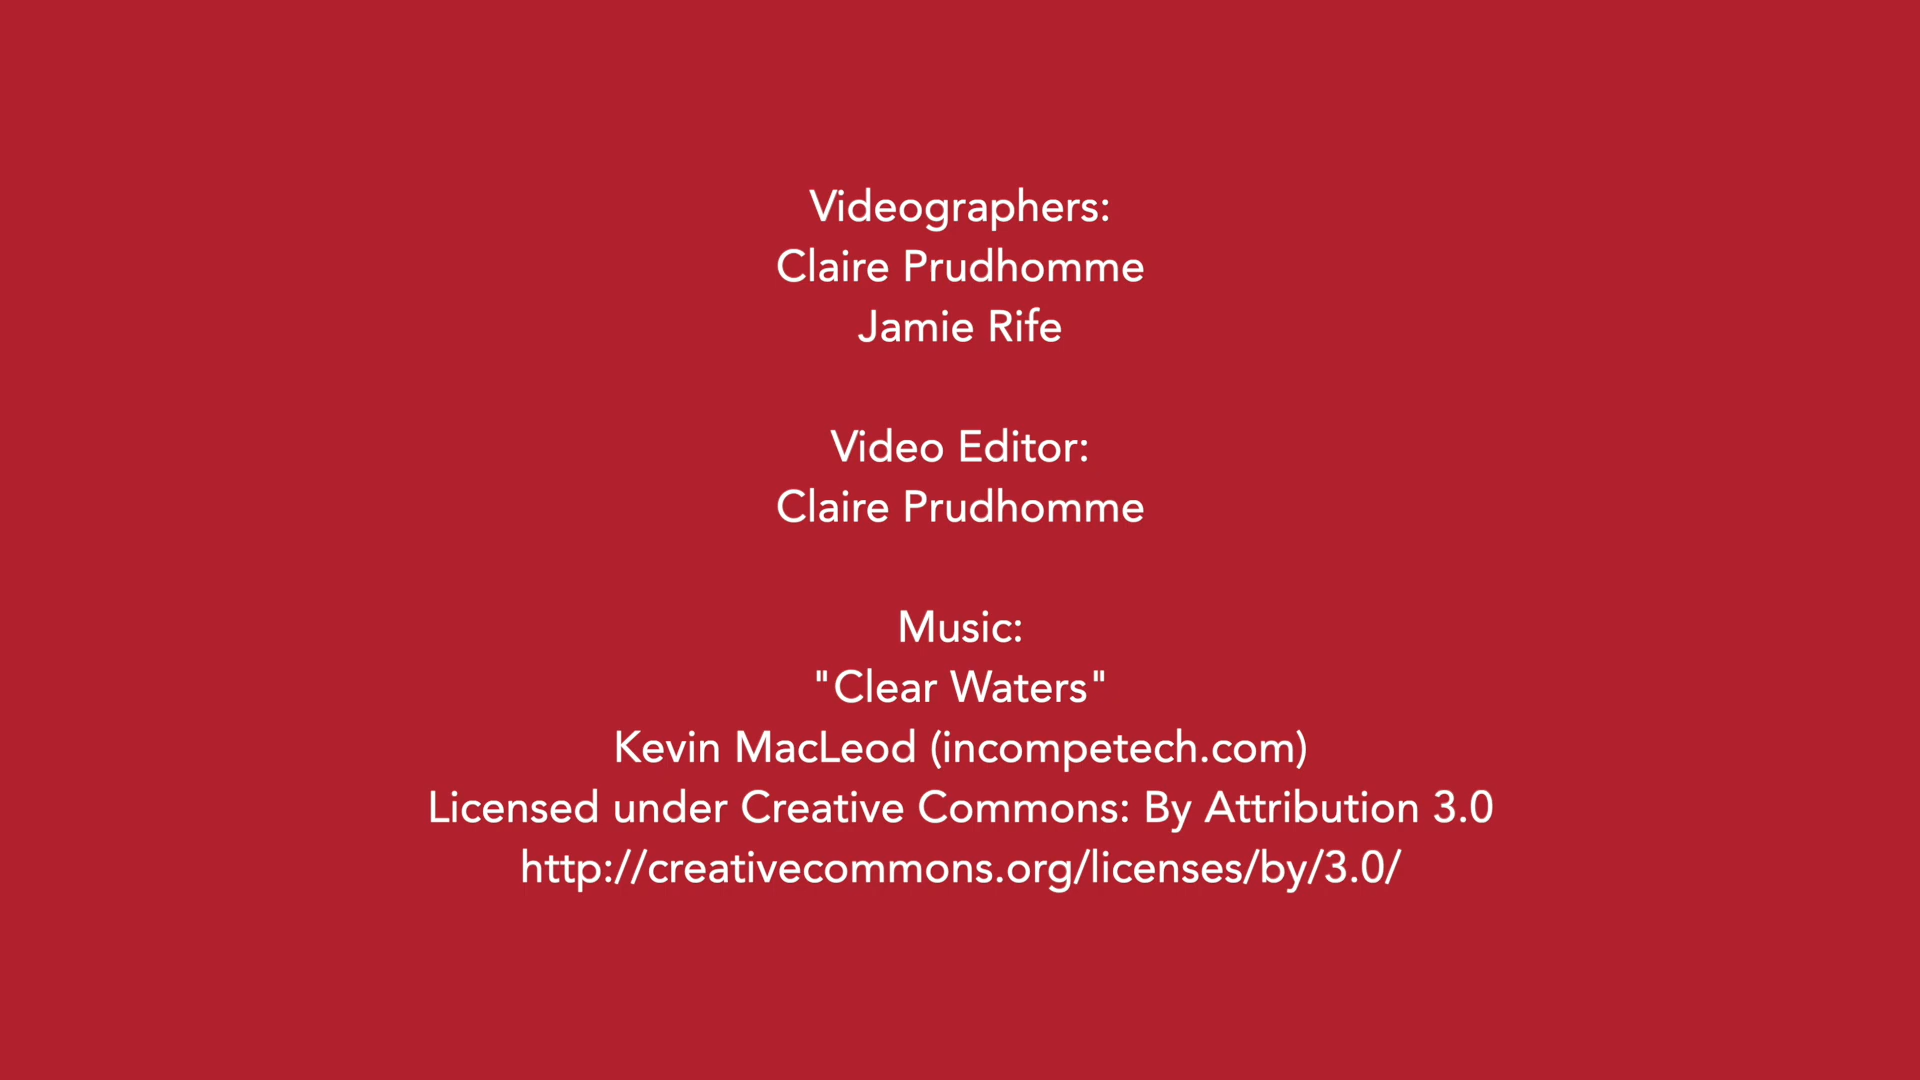 Videographers:
Claire Prudhomme
Jamie Rife
Video Editor:
Claire Prudhomme
Music:
"Clear Waters"
Kevin MacLeod (incompetech.com)
Licensed under Creative Commons: By Attribution 3.0
http://creativecommons.org/licenses/by/3.0/